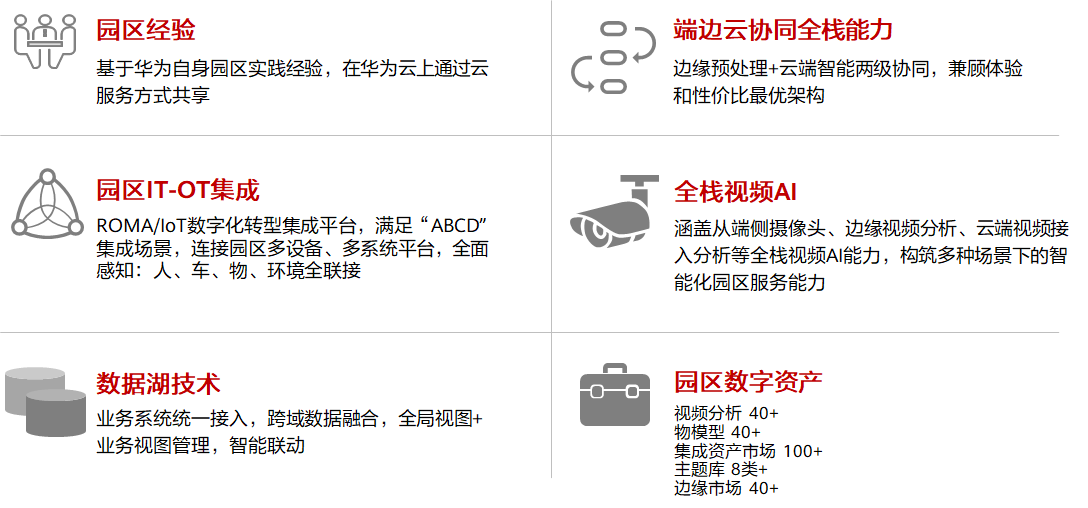 园区经验
基于华为自身园区实践经验，在华为云上通过云
服务方式共享
端边云协同全栈能力
边缘预处理+云端智能两级协同，兼顾体验
和性价比最优架构
园区IT-OT集成
ROMA/IoT数字化转型集成平台，满足“ABCD”
集成场景，连接园区多设备、多系统平台，全面
感知：人、车、物、环境全联接
全栈视频AI
涵盖从端侧摄像头、边缘视频分析、云端视频接
入分析等全栈视频AI能力，构筑多种场景下的智
能化园区服务能力
数据湖技术
业务系统统一接入，跨域数据融合，全局视图+
业务视图管理，智能联动
园区数字资产
视频分析 40+
物模型 40+
集成资产市场 100+
主题库 8类+
边缘市场 40+